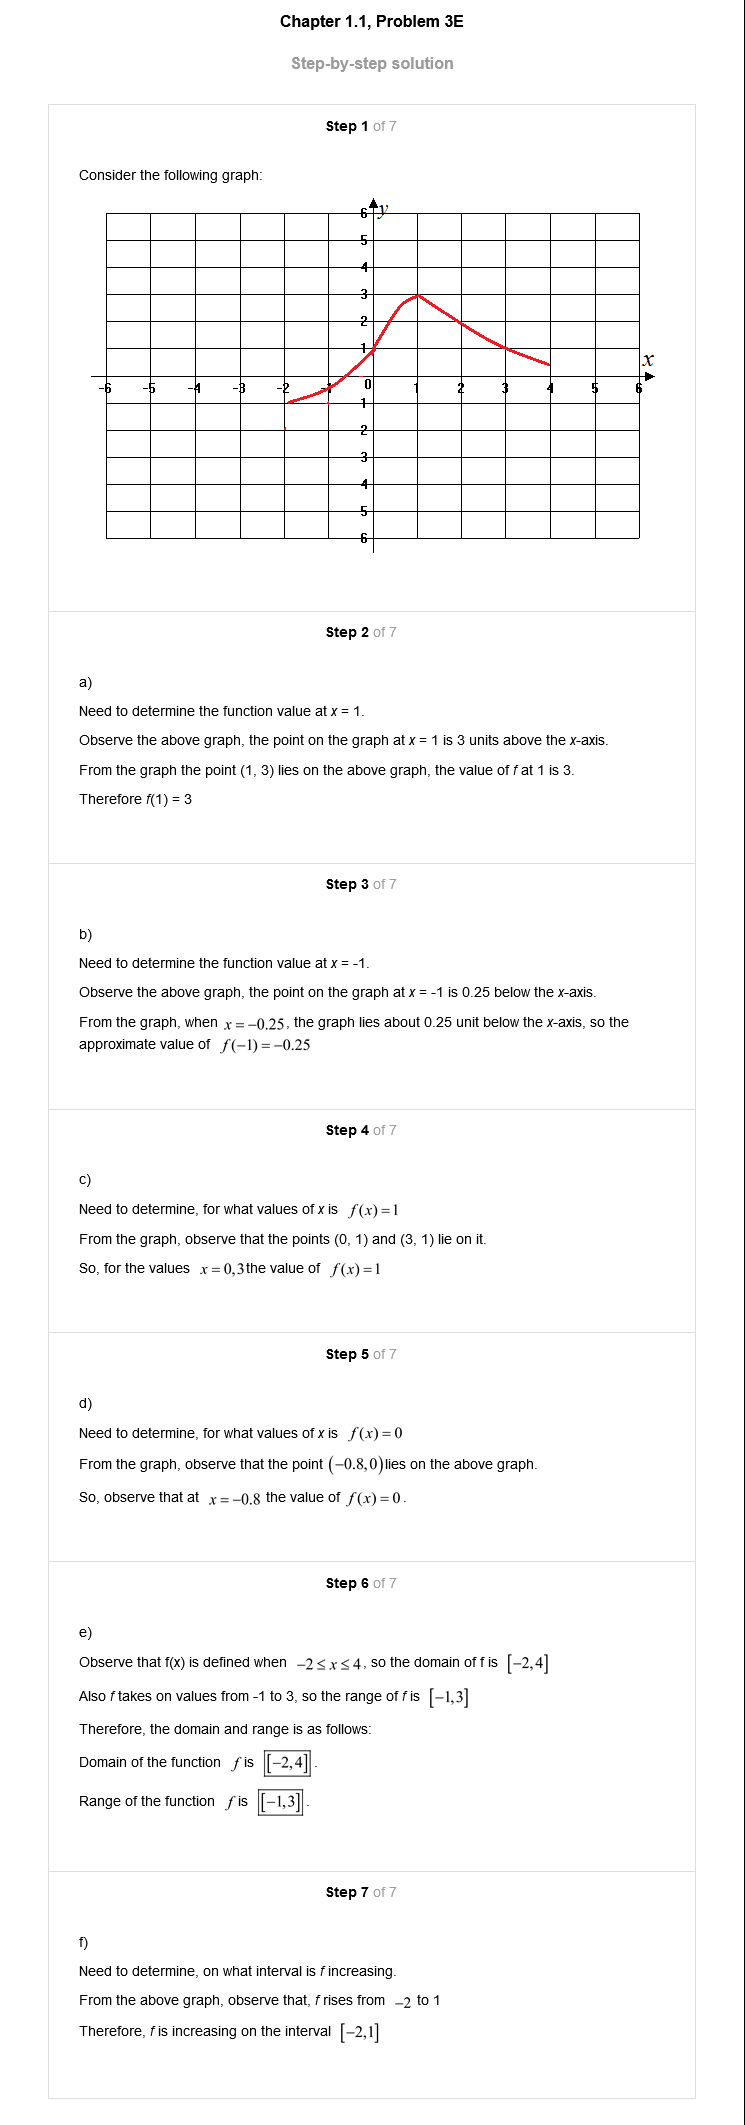 Chapter 1.1, Problem 3E
Step-by-step solution
Step 1 of 7
Consider the following graph:
y
6
5
4
3
2
1
x
-6 -5 -4 -3 -2 -1 0 1 2 3 4 5 6
1
2
3
4
5
6
Step 2 of 7
a)
Need to determine the function value at x = 1.
Observe the above graph, the point on the graph at x = 1 is 3 units above the x-axis.
From the graph the point (1, 3) lies on the above graph, the value of f at 1 is 3.
Therefore f(1) = 3
Step 3 of 7
b)
Need to determine the function value at x = -1.
Observe the above graph, the point on the graph at x = -1 is 0.25 below the x-axis.
From the graph, when x = −0.25, the graph lies about 0.25 unit below the x-axis, so the
approximate value of f(−1) = −0.25
Step 4 of 7
c)
Need to determine, for what values of x is f(x) = 1
From the graph, observe that the points (0, 1) and (3, 1) lie on it.
So, for the values x = 0,3 the value of f(x) = 1
Step 5 of 7
d)
Need to determine, for what values of x is f(x) = 0
From the graph, observe that the point (−0.8,0) lies on the above graph.
So, observe that at x = −0.8 the value of f(x) = 0.
Step 6 of 7
e)
Observe that f(x) is defined when −2 ≤ x ≤ 4, so the domain of f is [−2,4]
Also f takes on values from -1 to 3, so the range of f is [−1,3]
Therefore, the domain and range is as follows:
Domain of the function f is [−2,4].
Range of the function f is [−1,3].
Step 7 of 7
f)
Need to determine, on what interval is f increasing.
From the above graph, observe that, f rises from −2 to 1
Therefore, f is increasing on the interval [−2,1]